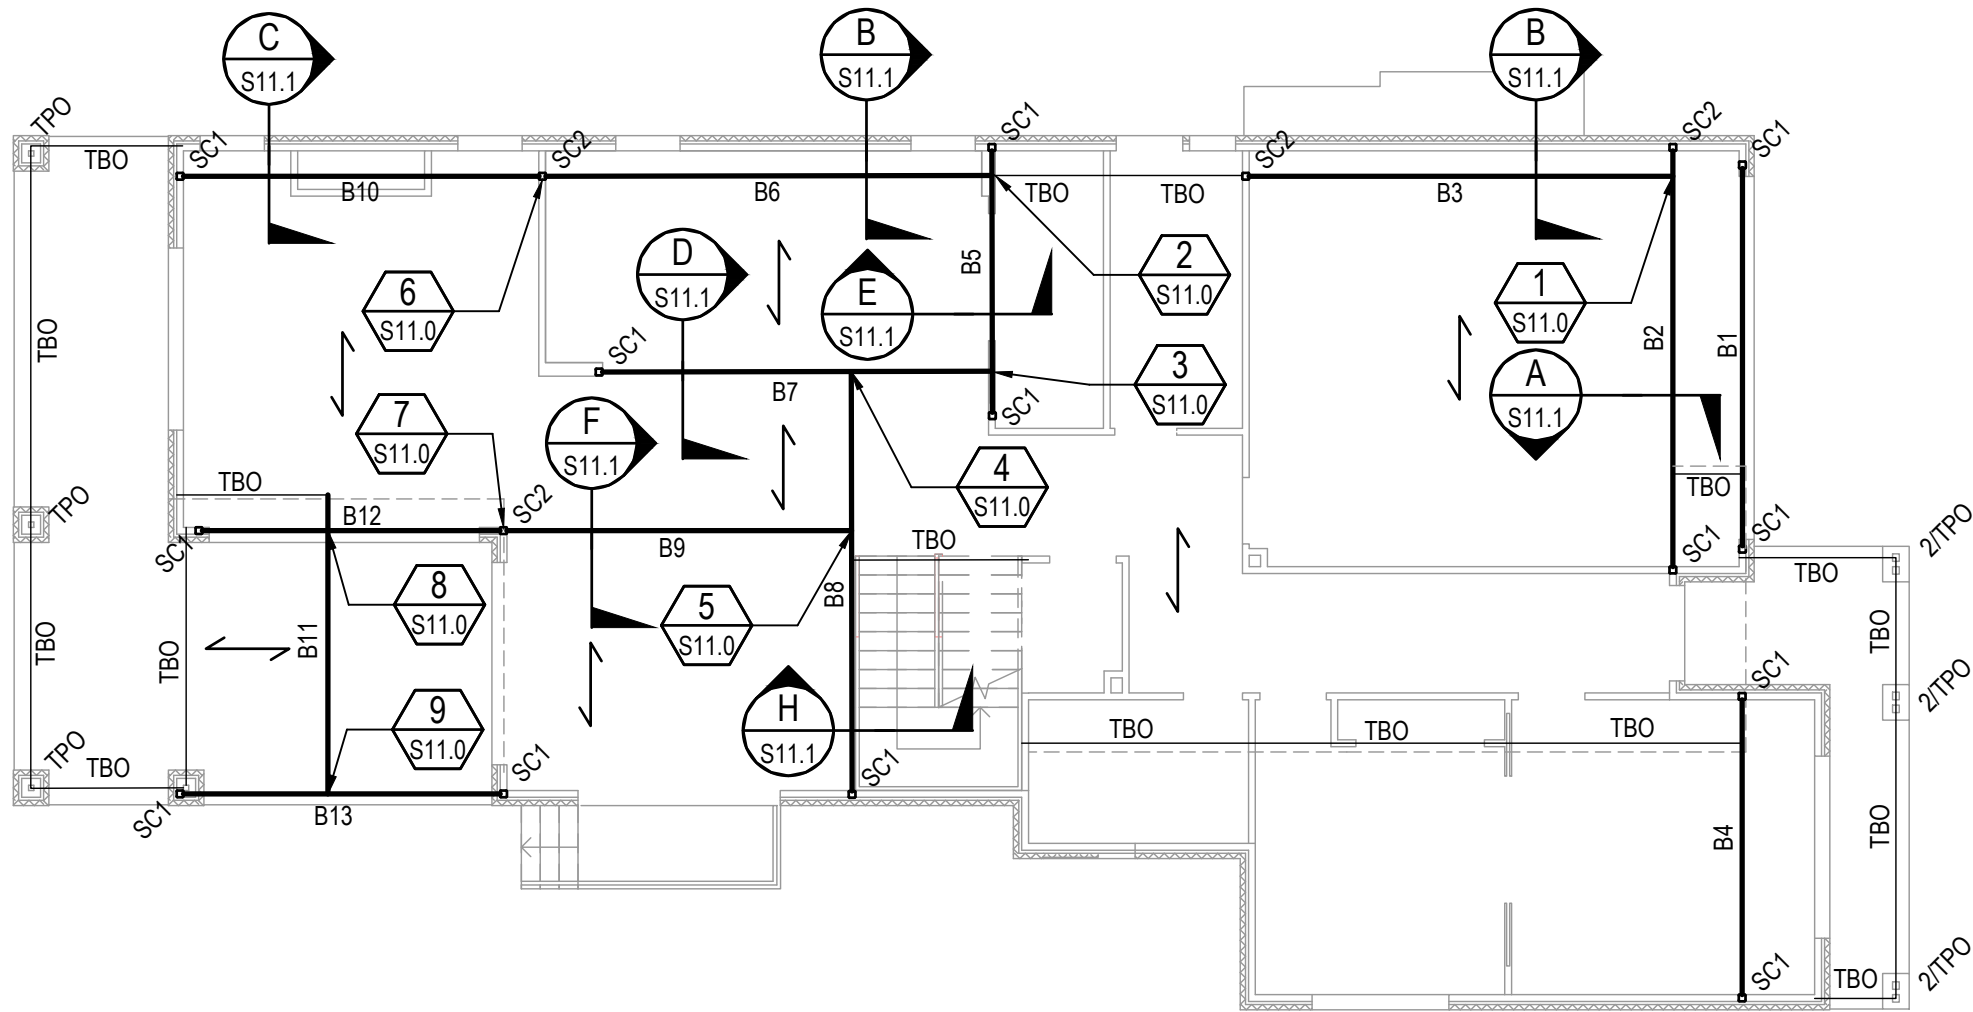 C
S11.1
B
S11.1
B
S11.1
TPO
TBO
SC1
SC2
SC1
SC2
SC2
SC1
B10
B6
TBO
TBO
B3
D
S11.1
B5
E
S11.1
2
S11.0
1
S11.0
6
S11.0
TBO
SC1
B2
B1
3
S11.0
A
S11.1
B7
SC1
7
S11.0
F
S11.1
4
S11.0
TBO
TBO
TPO
B12
SC2
SC1
B9
TBO
SC1
SC1
2/TPO
TBO
8
S11.0
5
S11.0
B8
TBO
B11
TBO
TBO
9
S11.0
H
S11.1
SC1
2/TPO
TBO
TBO
TBO
TPO
TBO
SC1
SC1
SC1
B13
B4
TBO
SC1
TBO
2/TPO